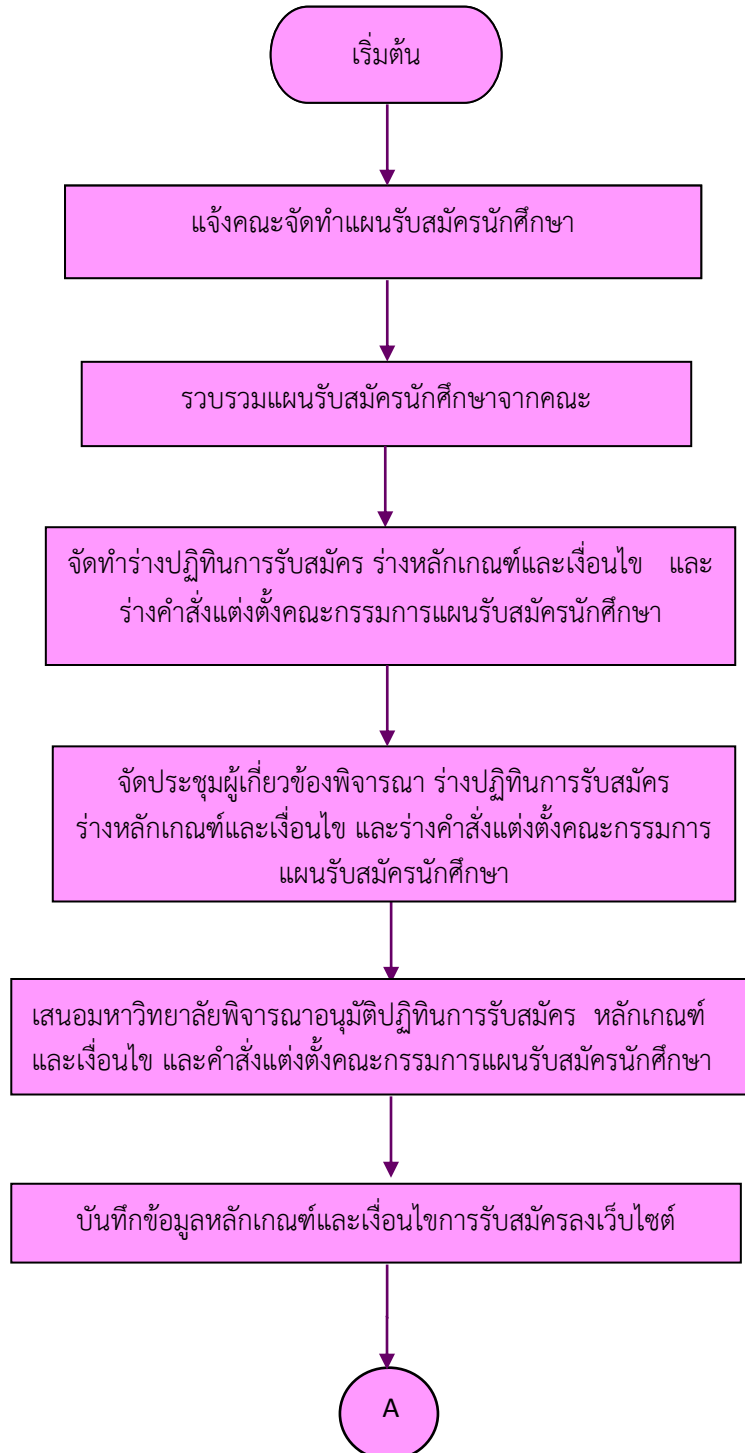 เริ่มต้น
แจ้งคณะจัดทำแผนรับสมัครนักศึกษา
รวบรวมแผนรับสมัครนักศึกษาจากคณะ
จัดทำร่างปฏิทินการรับสมัคร ร่างหลักเกณฑ์และเงื่อนไข และ
ร่างคำสั่งแต่งตั้งคณะกรรมการแผนรับสมัครนักศึกษา
จัดประชุมผู้เกี่ยวข้องพิจารณา ร่างปฏิทินการรับสมัคร
ร่างหลักเกณฑ์และเงื่อนไข และร่างคำสั่งแต่งตั้งคณะกรรมการ
แผนรับสมัครนักศึกษา
เสนอมหาวิทยาลัยพิจารณาอนุมัติปฏิทินการรับสมัคร หลักเกณฑ์
และเงื่อนไข และคำสั่งแต่งตั้งคณะกรรมการแผนรับสมัครนักศึกษา
บันทึกข้อมูลหลักเกณฑ์และเงื่อนไขการรับสมัครลงเว็บไซต์
A